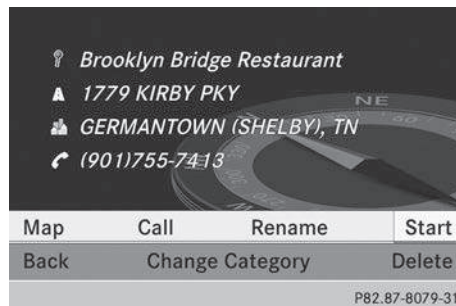 Brooklyn Bridge Restaurant
1779 KIRBY PKY
GERMANTOWN (SHELBY), TN
(901)755-7413
NE
Map Call Rename Start
Back Change Category Delete
P82.87-8079-31